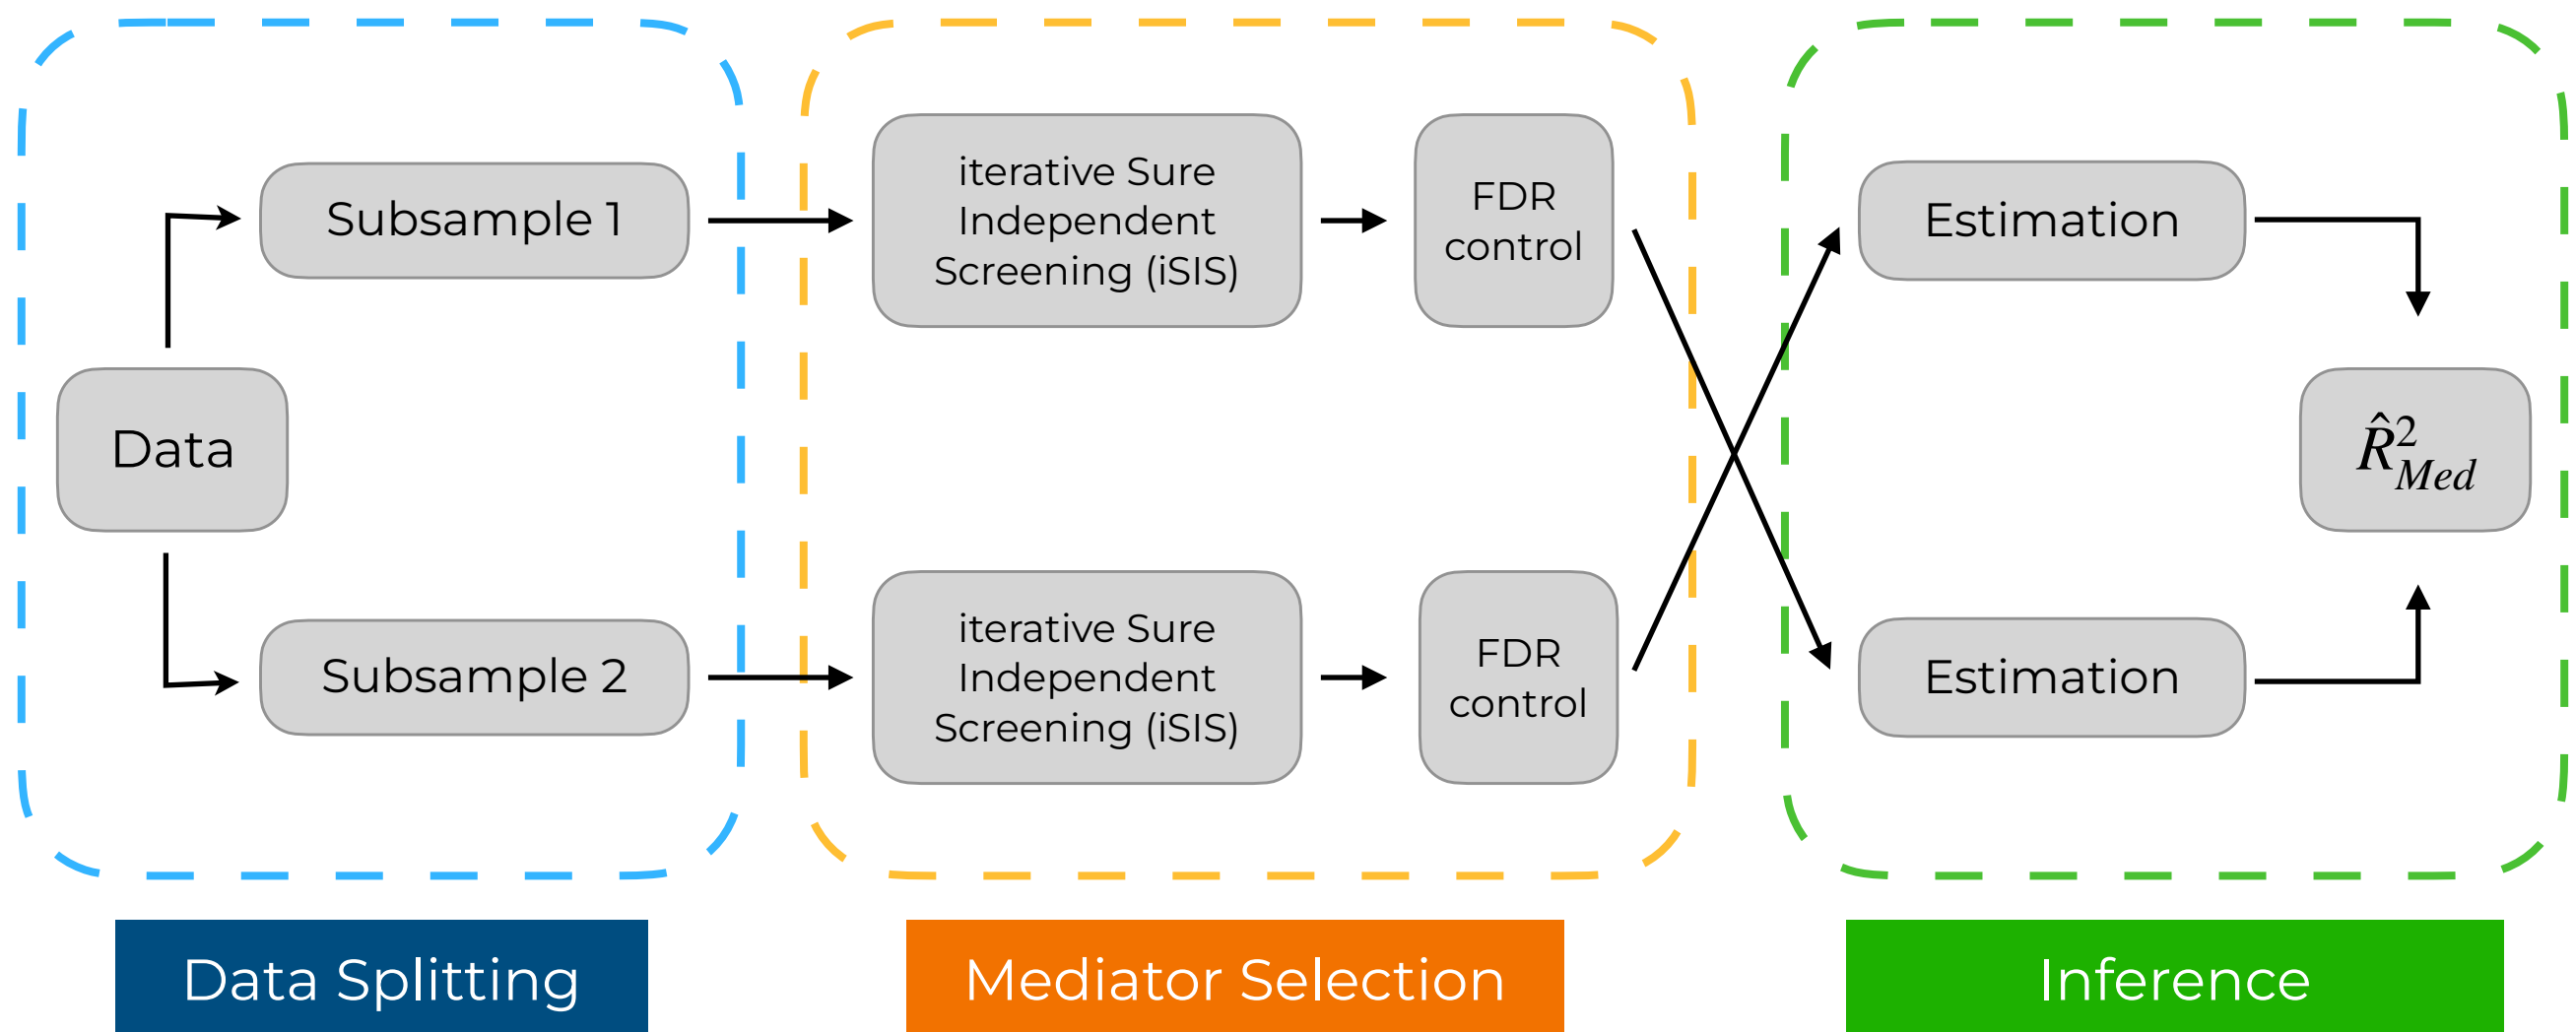 Data
Subsample 1
Subsample 2
iterative Sure
Independent
Screening (iSIS)
FDR
control
iterative Sure
Independent
Screening (iSIS)
FDR
control
Estimation
Estimation
R̂²_Med
Data Splitting
Mediator Selection
Inference